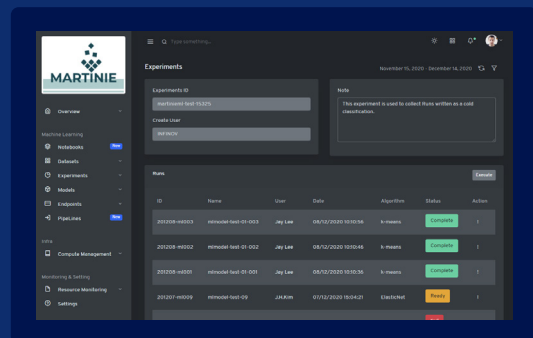 MARTINIE
Type something..
Experiments
November 15, 2020 - December 14, 2020
Overview
Machine Learning
Notebooks New
Datasets
Experiments
Models
Endpoints
PipeLines New
Infra
Compute Management
Monitoring & Setting
Resource Monitoring
Settings
Experiments ID
Create User
Note
This experiment is used to collect Runs written as a cold
classification.
Runs
Execute
ID Name User Date Algorithm Status Action
201208-ml003 mlmodel-test-01-003 Jay Lee 08/12/2020 10:10:56 k-means Complete
201208-ml002 mlmodel-test-01-002 Jay Lee 08/12/2020 10:10:46 k-means Complete
201208-ml001 mlmodel-test-01-001 Jay Lee 08/12/2020 10:10:36 k-means Complete
201207-ml009 mlmodel-test-09 JJ.Kim 07/12/2020 16:04:21 ElasticNet Ready